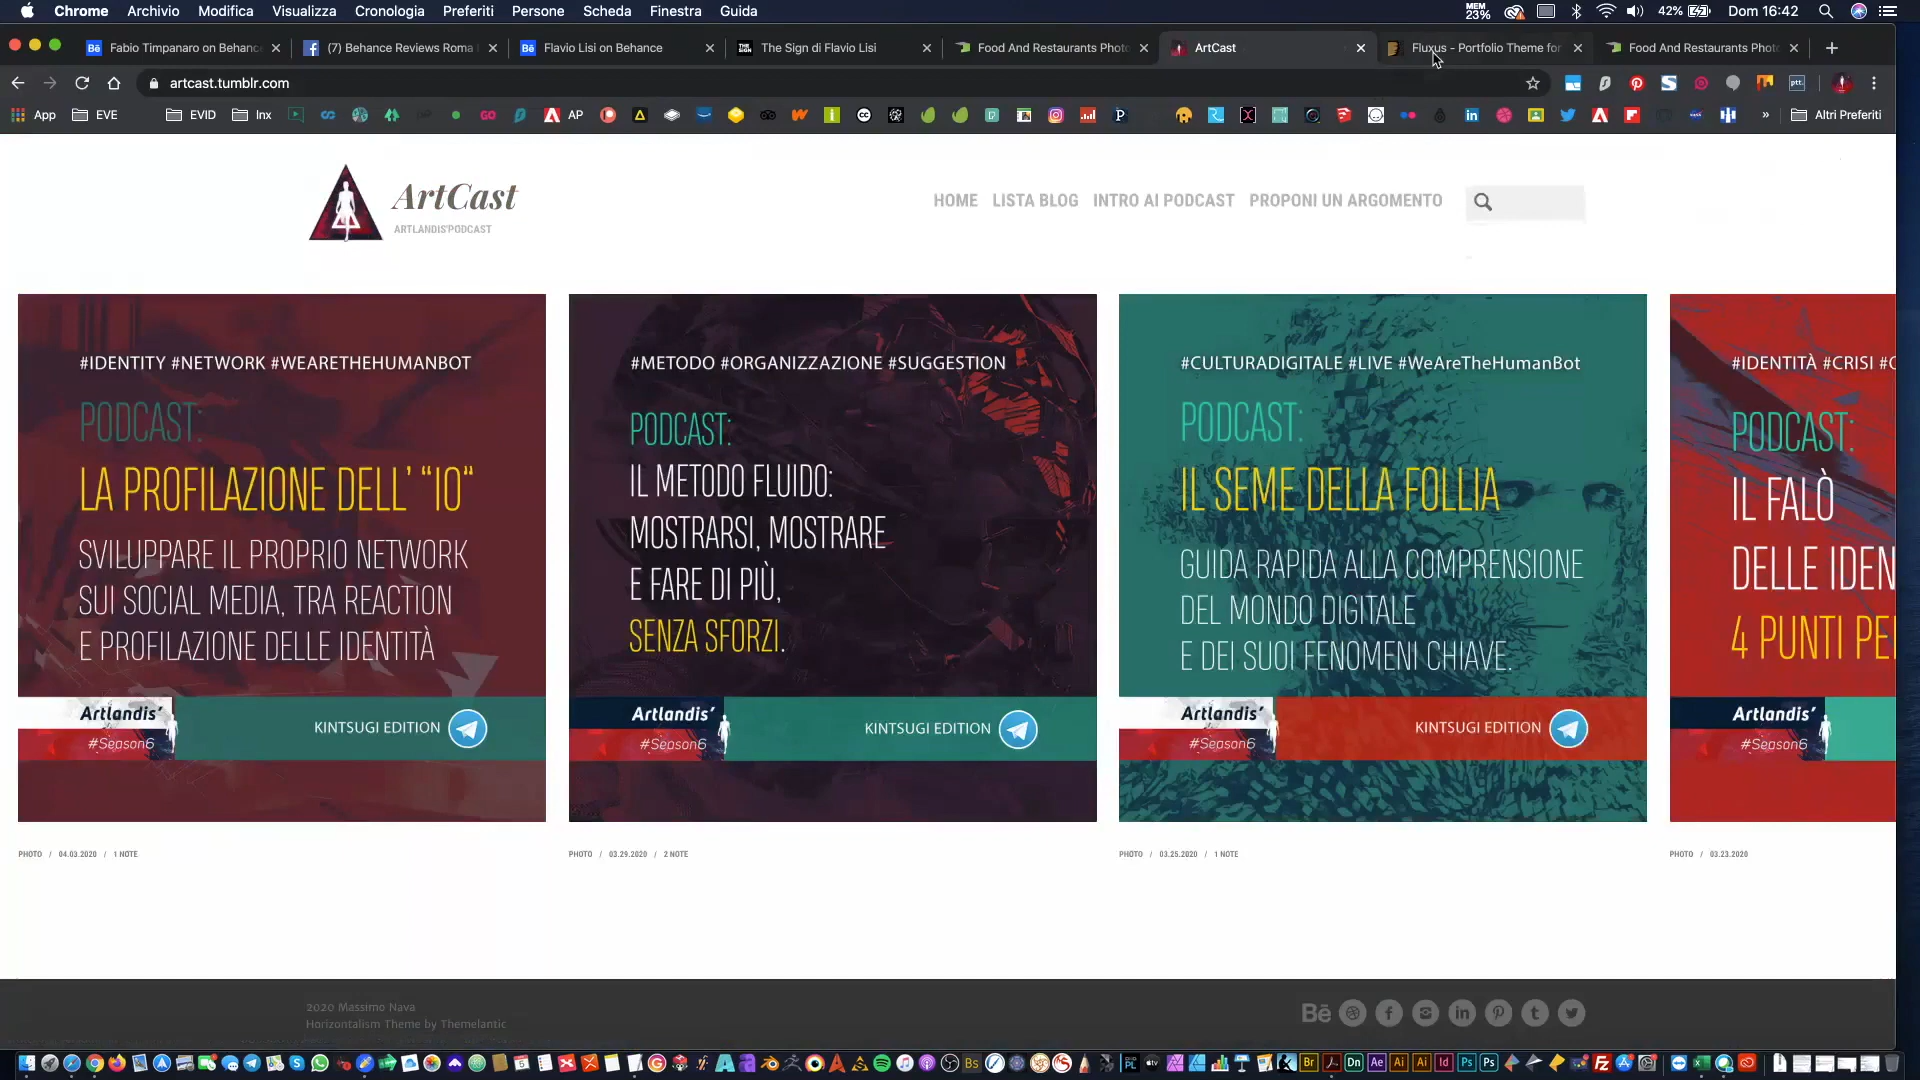 Chrome Archivio Modifica Visualizza Cronologia Preferiti Persone Scheda Finestra Guida MEM 23% 42% Dom 16:42
Fabio Timpanaro on Behance (7) Behance Reviews Roma Flavio Lisi on Behance The Sign di Flavio Lisi Food And Restaurants Photo ArtCast Fluxus - Portfolio Theme for Food And Restaurants Photo
artcast.tumblr.com
App EVE EVID Inx AP Altri Preferiti
ArtCast
ARTLANDIS'PODCAST
HOME LISTA BLOG INTRO AI PODCAST PROPONI UN ARGOMENTO
#IDENTITY #NETWORK #WEARETHEHUMANBOT
PODCAST:
LA PROFILAZIONE DELL' "IO"
SVILUPPARE IL PROPRIO NETWORK
SUI SOCIAL MEDIA, TRA REACTION
E PROFILAZIONE DELLE IDENTITÀ
Artlandis'
#Season6
KINTSUGI EDITION
PHOTO / 04.03.2020 / 1 NOTE
#METODO #ORGANIZZAZIONE #SUGGESTION
PODCAST:
IL METODO FLUIDO:
MOSTRARSI, MOSTRARE
E FARE DI PIÙ,
SENZA SFORZI.
Artlandis'
#Season6
KINTSUGI EDITION
PHOTO / 03.29.2020 / 2 NOTE
#CULTURADIGITALE #LIVE #WeAreTheHumanBot
PODCAST:
IL SEME DELLA FOLLIA
GUIDA RAPIDA ALLA COMPRENSIONE
DEL MONDO DIGITALE
E DEI SUOI FENOMENI CHIAVE.
Artlandis'
#Season6
KINTSUGI EDITION
PHOTO / 03.25.2020 / 1 NOTE
#IDENTITÀ #CRISI
PODCAST:
IL FALÒ
DELLE IDEN
4 PUNTI PE
Artlandis'
#Season6
PHOTO / 03.23.2020
2020 Massimo Nava
Horizontalism Theme by Themelantic